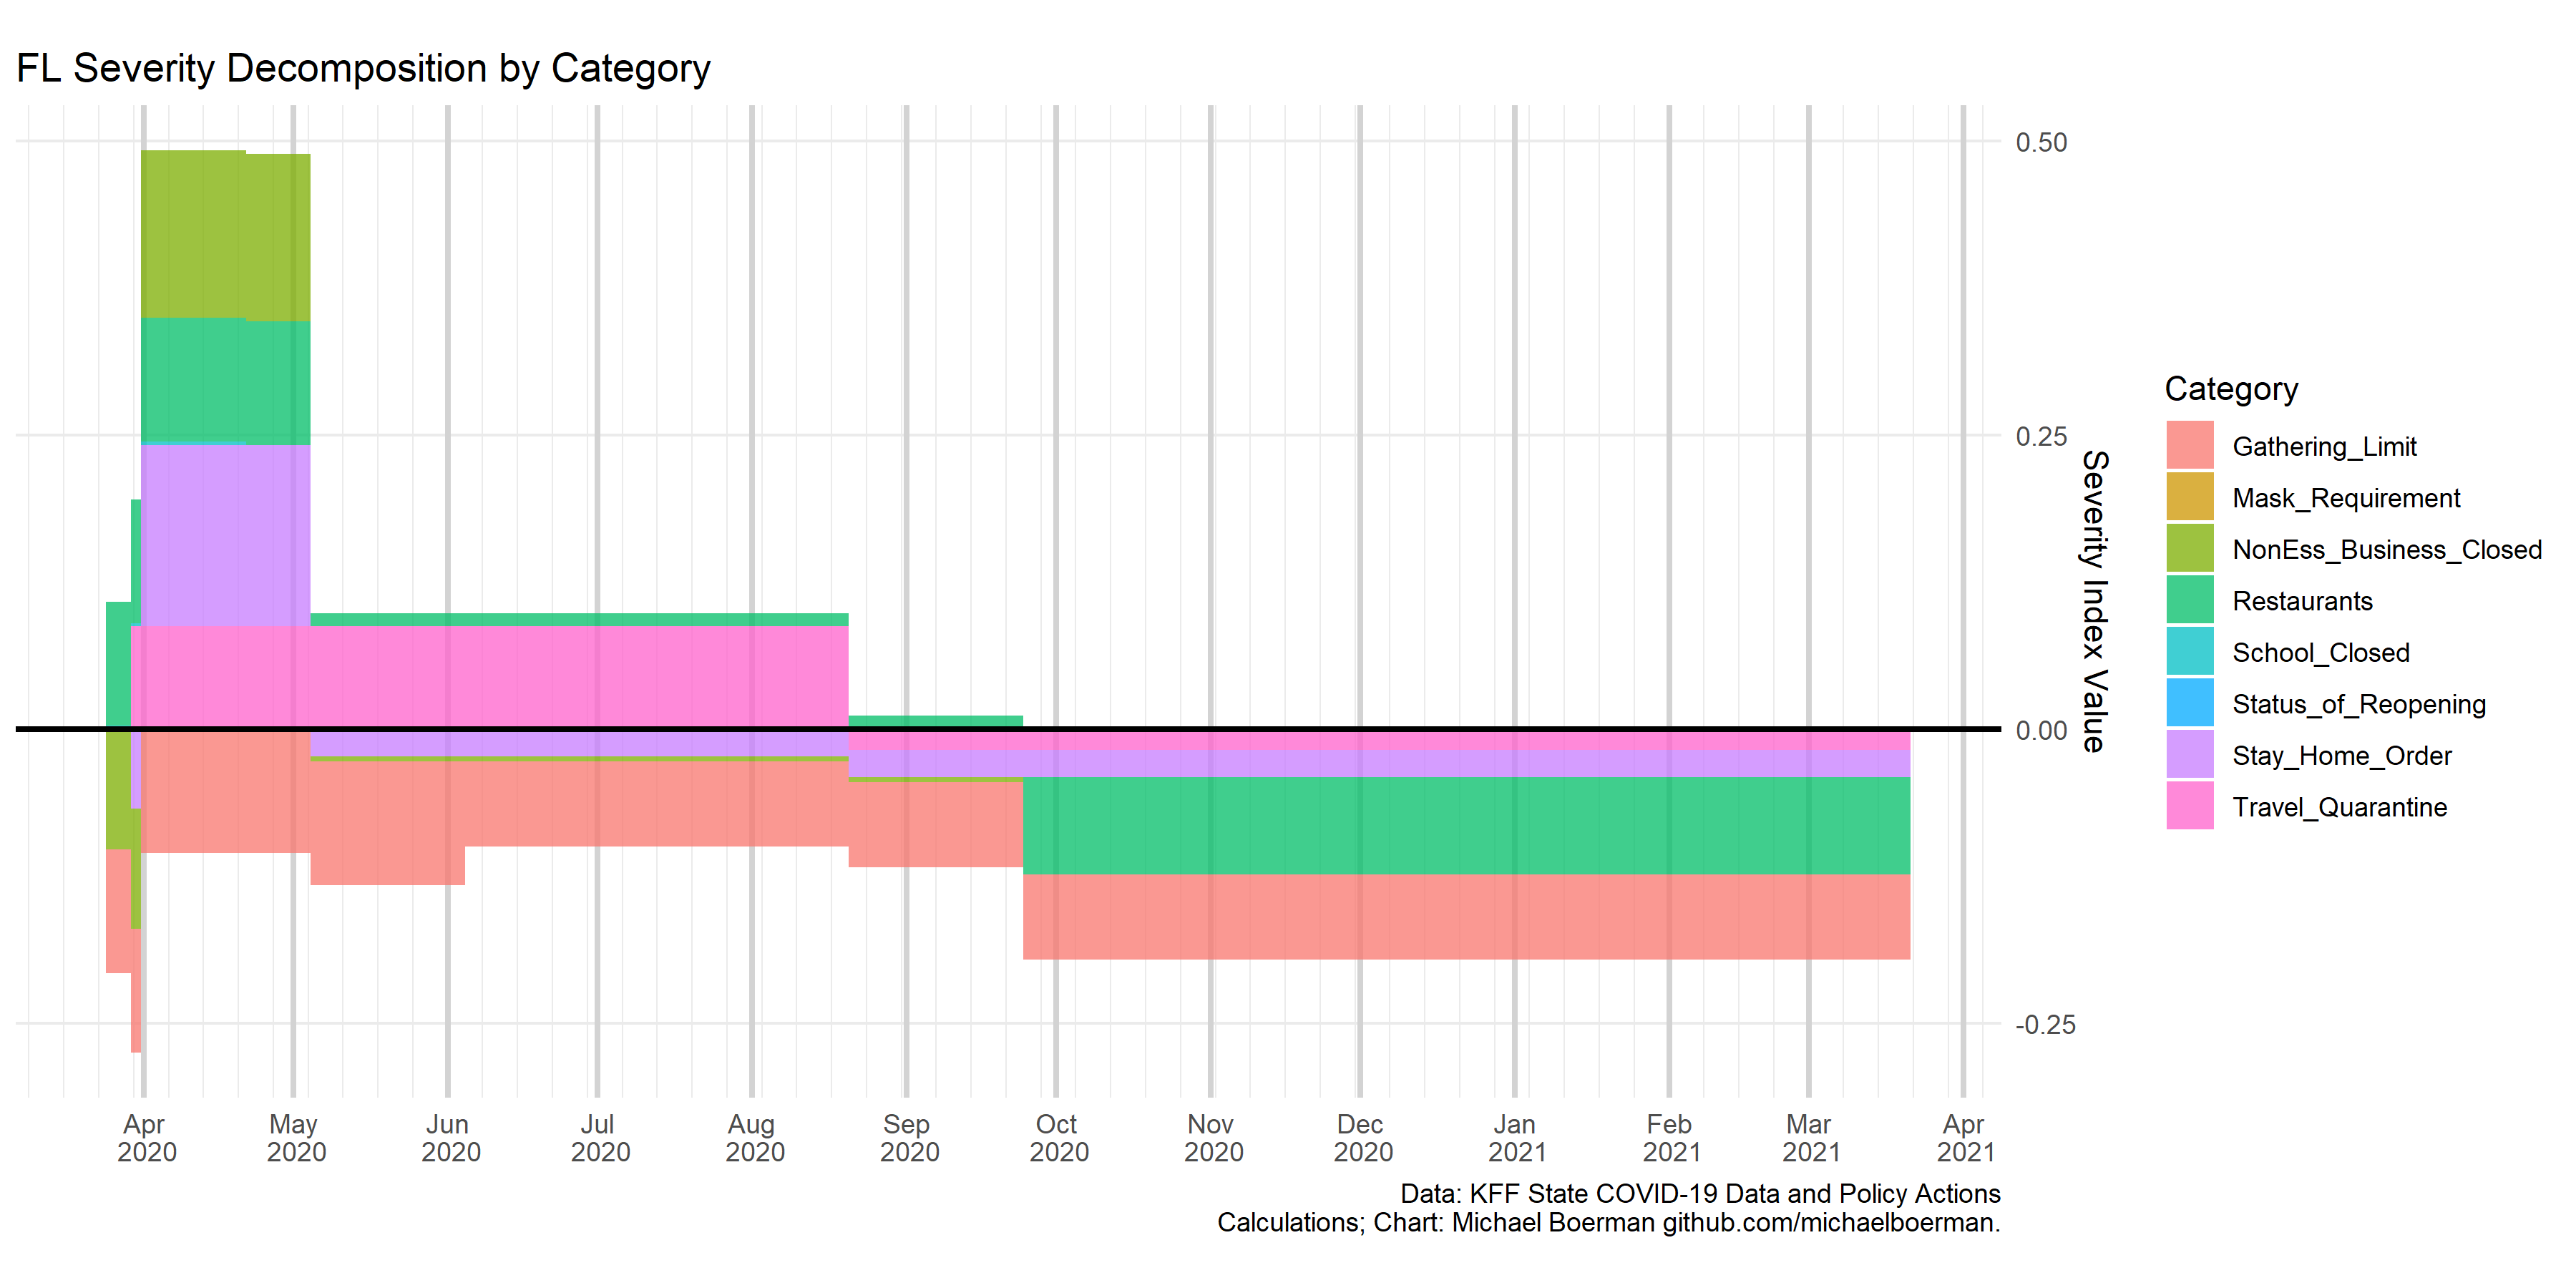 FL Severity Decomposition by Category
0.50
0.25
0.00
-0.25
Severity Index Value
Apr
2020
May
2020
Jun
2020
Jul
2020
Aug
2020
Sep
2020
Oct
2020
Nov
2020
Dec
2020
Jan
2021
Feb
2021
Mar
2021
Apr
2021
Category
Gathering_Limit
Mask_Requirement
NonEss_Business_Closed
Restaurants
School_Closed
Status_of_Reopening
Stay_Home_Order
Travel_Quarantine
Data: KFF State COVID-19 Data and Policy Actions
Calculations; Chart: Michael Boerman github.com/michaelboerman.